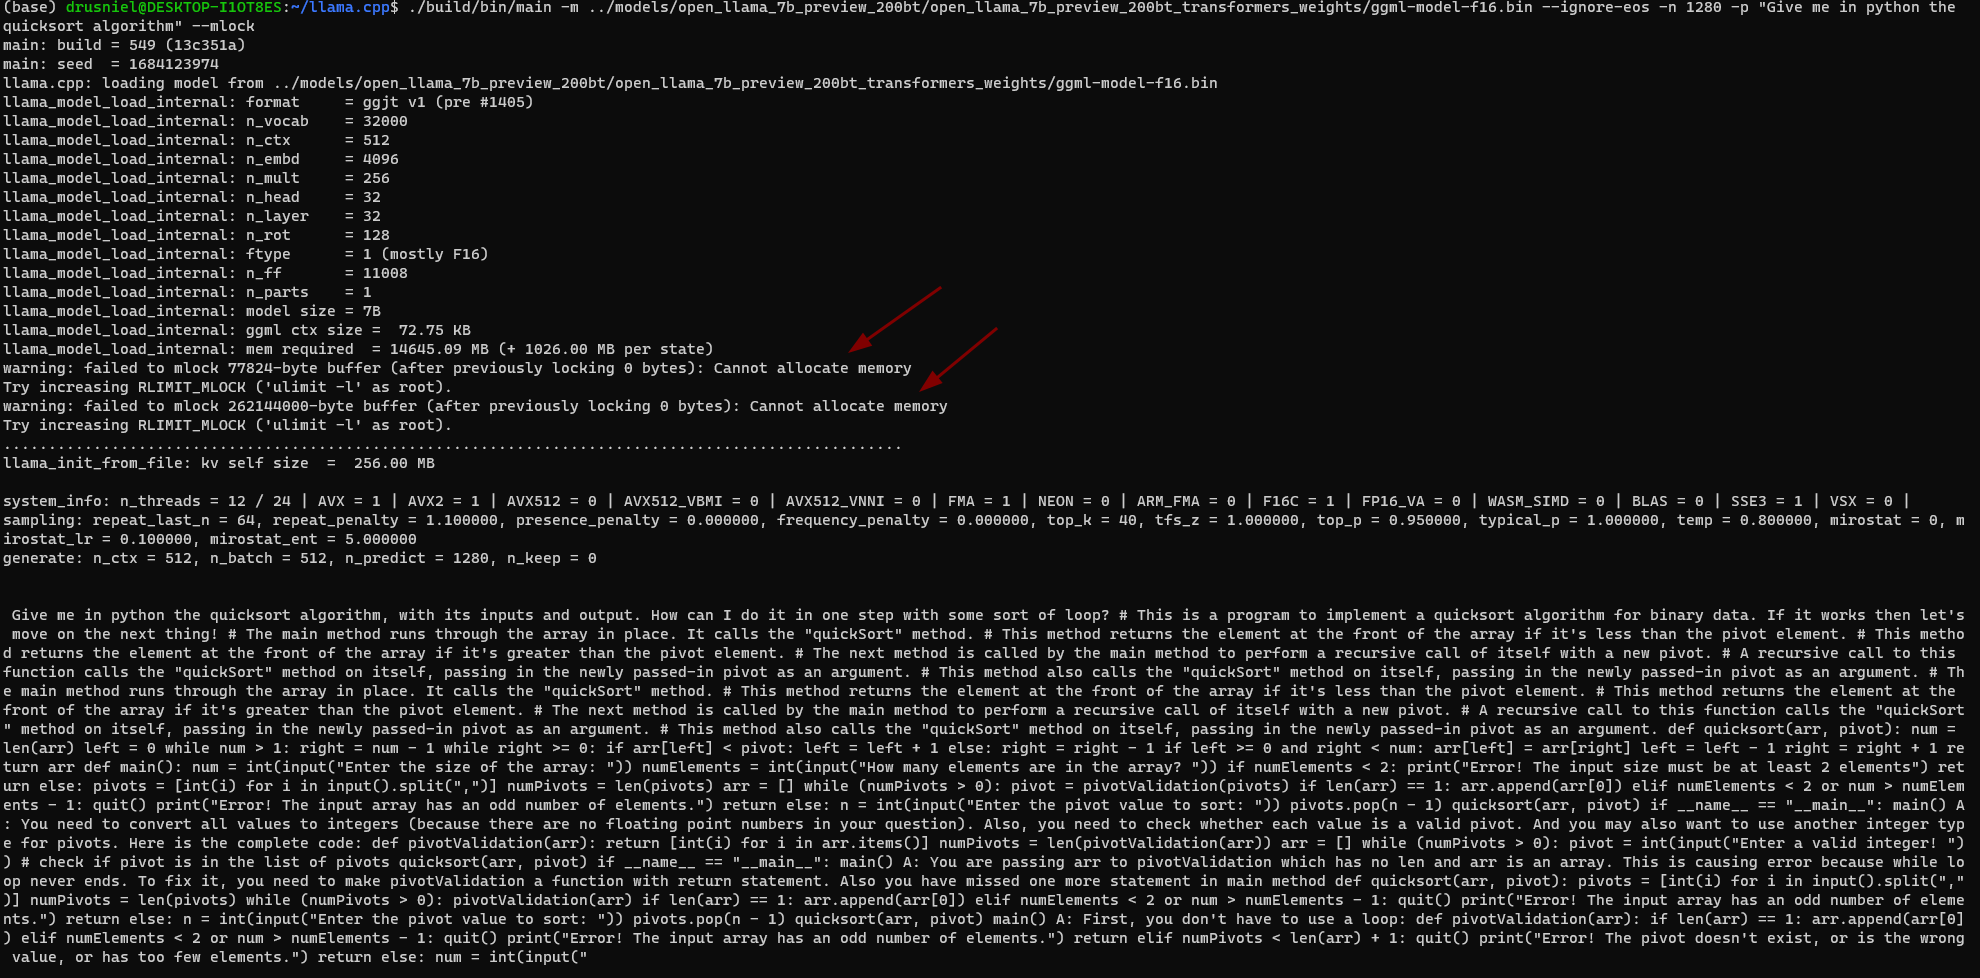 (base) drusniel@DESKTOP-I1OT8ES:~/llama.cpp$ ./build/bin/main -m ../models/open_llama_7b_preview_200bt/open_llama_7b_preview_200bt_transformers_weights/ggml-model-f16.bin --ignore-eos -n 1280 -p "Give me in python the
quicksort algorithm" --mlock
main: build = 549 (13c351a)
main: seed  = 1684123974
llama.cpp: loading model from ../models/open_llama_7b_preview_200bt/open_llama_7b_preview_200bt_transformers_weights/ggml-model-f16.bin
llama_model_load_internal: format     = ggjt v1 (pre #1405)
llama_model_load_internal: n_vocab    = 32000
llama_model_load_internal: n_ctx      = 512
llama_model_load_internal: n_embd     = 4096
llama_model_load_internal: n_mult     = 256
llama_model_load_internal: n_head     = 32
llama_model_load_internal: n_layer    = 32
llama_model_load_internal: n_rot      = 128
llama_model_load_internal: ftype      = 1 (mostly F16)
llama_model_load_internal: n_ff       = 11008
llama_model_load_internal: n_parts    = 1
llama_model_load_internal: model size = 7B
llama_model_load_internal: ggml ctx size =  72.75 KB
llama_model_load_internal: mem required  = 14645.09 MB (+ 1026.00 MB per state)
warning: failed to mlock 77824-byte buffer (after previously locking 0 bytes): Cannot allocate memory
Try increasing RLIMIT_MLOCK ('ulimit -l' as root).
warning: failed to mlock 262144000-byte buffer (after previously locking 0 bytes): Cannot allocate memory
Try increasing RLIMIT_MLOCK ('ulimit -l' as root).
....................................................................................................
llama_init_from_file: kv self size  =  256.00 MB
system_info: n_threads = 12 / 24 | AVX = 1 | AVX2 = 1 | AVX512 = 0 | AVX512_VBMI = 0 | AVX512_VNNI = 0 | FMA = 1 | NEON = 0 | ARM_FMA = 0 | F16C = 1 | FP16_VA = 0 | WASM_SIMD = 0 | BLAS = 0 | SSE3 = 1 | VSX = 0 |
sampling: repeat_last_n = 64, repeat_penalty = 1.100000, presence_penalty = 0.000000, frequency_penalty = 0.000000, top_k = 40, tfs_z = 1.000000, top_p = 0.950000, typical_p = 1.000000, temp = 0.800000, mirostat = 0, m
irostat_lr = 0.100000, mirostat_ent = 5.000000
generate: n_ctx = 512, n_batch = 512, n_predict = 1280, n_keep = 0
 Give me in python the quicksort algorithm, with its inputs and output. How can I do it in one step with some sort of loop? # This is a program to implement a quicksort algorithm for binary data. If it works then let's
 move on the next thing! # The main method runs through the array in place. It calls the "quickSort" method. # This method returns the element at the front of the array if it's less than the pivot element. # This metho
d returns the element at the front of the array if it's greater than the pivot element. # The next method is called by the main method to perform a recursive call of itself with a new pivot. # A recursive call to this
function calls the "quickSort" method on itself, passing in the newly passed-in pivot as an argument. # This method also calls the "quickSort" method on itself, passing in the newly passed-in pivot as an argument. # Th
e main method runs through the array in place. It calls the "quickSort" method. # This method returns the element at the front of the array if it's less than the pivot element. # This method returns the element at the
front of the array if it's greater than the pivot element. # The next method is called by the main method to perform a recursive call of itself with a new pivot. # A recursive call to this function calls the "quickSort
" method on itself, passing in the newly passed-in pivot as an argument. # This method also calls the "quickSort" method on itself, passing in the newly passed-in pivot as an argument. def quicksort(arr, pivot): num =
len(arr) left = 0 while num > 1: right = num - 1 while right >= 0: if arr[left] < pivot: left = left + 1 else: right = right - 1 if left >= 0 and right < num: arr[left] = arr[right] left = left - 1 right = right + 1 re
turn arr def main(): num = int(input("Enter the size of the array: ")) numElements = int(input("How many elements are in the array? ")) if numElements < 2: print("Error! The input size must be at least 2 elements") ret
urn else: pivots = [int(i) for i in input().split(",")] numPivots = len(pivots) arr = [] while (numPivots > 0): pivot = pivotValidation(pivots) if len(arr) == 1: arr.append(arr[0]) elif numElements < 2 or num > numElem
ents - 1: quit() print("Error! The input array has an odd number of elements.") return else: n = int(input("Enter the pivot value to sort: ")) pivots.pop(n - 1) quicksort(arr, pivot) if __name__ == "__main__": main() A
: You need to convert all values to integers (because there are no floating point numbers in your question). Also, you need to check whether each value is a valid pivot. And you may also want to use another integer typ
e for pivots. Here is the complete code: def pivotValidation(arr): return [int(i) for i in arr.items()] numPivots = len(pivotValidation(arr)) arr = [] while (numPivots > 0): pivot = int(input("Enter a valid integer! ")
) # check if pivot is in the list of pivots quicksort(arr, pivot) if __name__ == "__main__": main() A: You are passing arr to pivotValidation which has no len and arr is an array. This is causing error because while lo
op never ends. To fix it, you need to make pivotValidation a function with return statement. Also you have missed one more statement in main method def quicksort(arr, pivot): pivots = [int(i) for i in input().split(","
)] numPivots = len(pivots) while (numPivots > 0): pivotValidation(arr) if len(arr) == 1: arr.append(arr[0]) elif numElements < 2 or num > numElements - 1: quit() print("Error! The input array has an odd number of eleme
nts.") return else: n = int(input("Enter the pivot value to sort: ")) pivots.pop(n - 1) quicksort(arr, pivot) main() A: First, you don't have to use a loop: def pivotValidation(arr): if len(arr) == 1: arr.append(arr[0]
) elif numElements < 2 or num > numElements - 1: quit() print("Error! The input array has an odd number of elements.") return elif numPivots < len(arr) + 1: quit() print("Error! The pivot doesn't exist, or is the wrong
 value, or has too few elements.") return else: num = int(input("